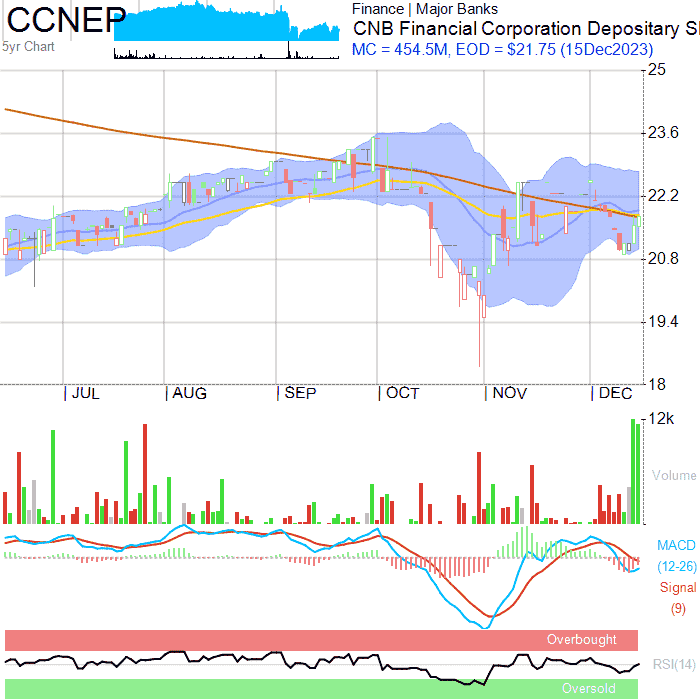 CCNEP
5yr Chart
Finance | Major Banks
CNB Financial Corporation Depositary S
MC = 454.5M, EOD = $21.75 (15Dec2023)
25
23.6
22.2
20.8
19.4
18
JUL
AUG
SEP
OCT
NOV
DEC
12k
Volume
MACD
(12-26)
Signal
(9)
Overbought
RSI(14)
Oversold